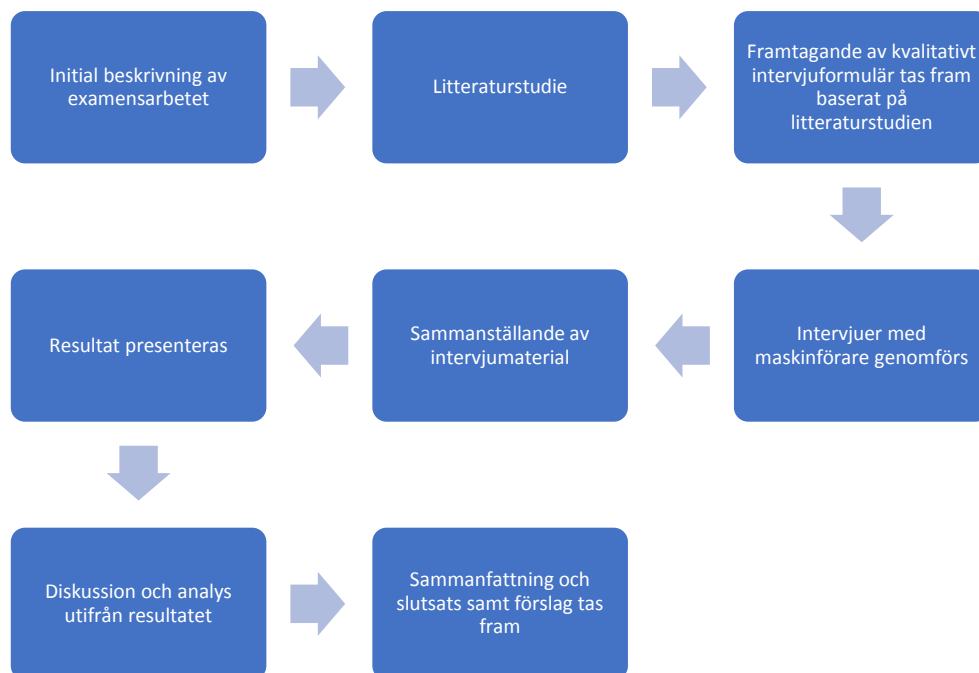 Initial beskrivning av
examensarbetet
Litteraturstudie
Framtagande av kvalitativt
intervjuformulär tas fram
baserat på
litteraturstudien
Intervjuer med
maskinförare genomförs
Sammanställande av
intervjumaterial
Resultat presenteras
Diskussion och analys
utifrån resultatet
Sammanfattning och
slutsats samt förslag tas
fram